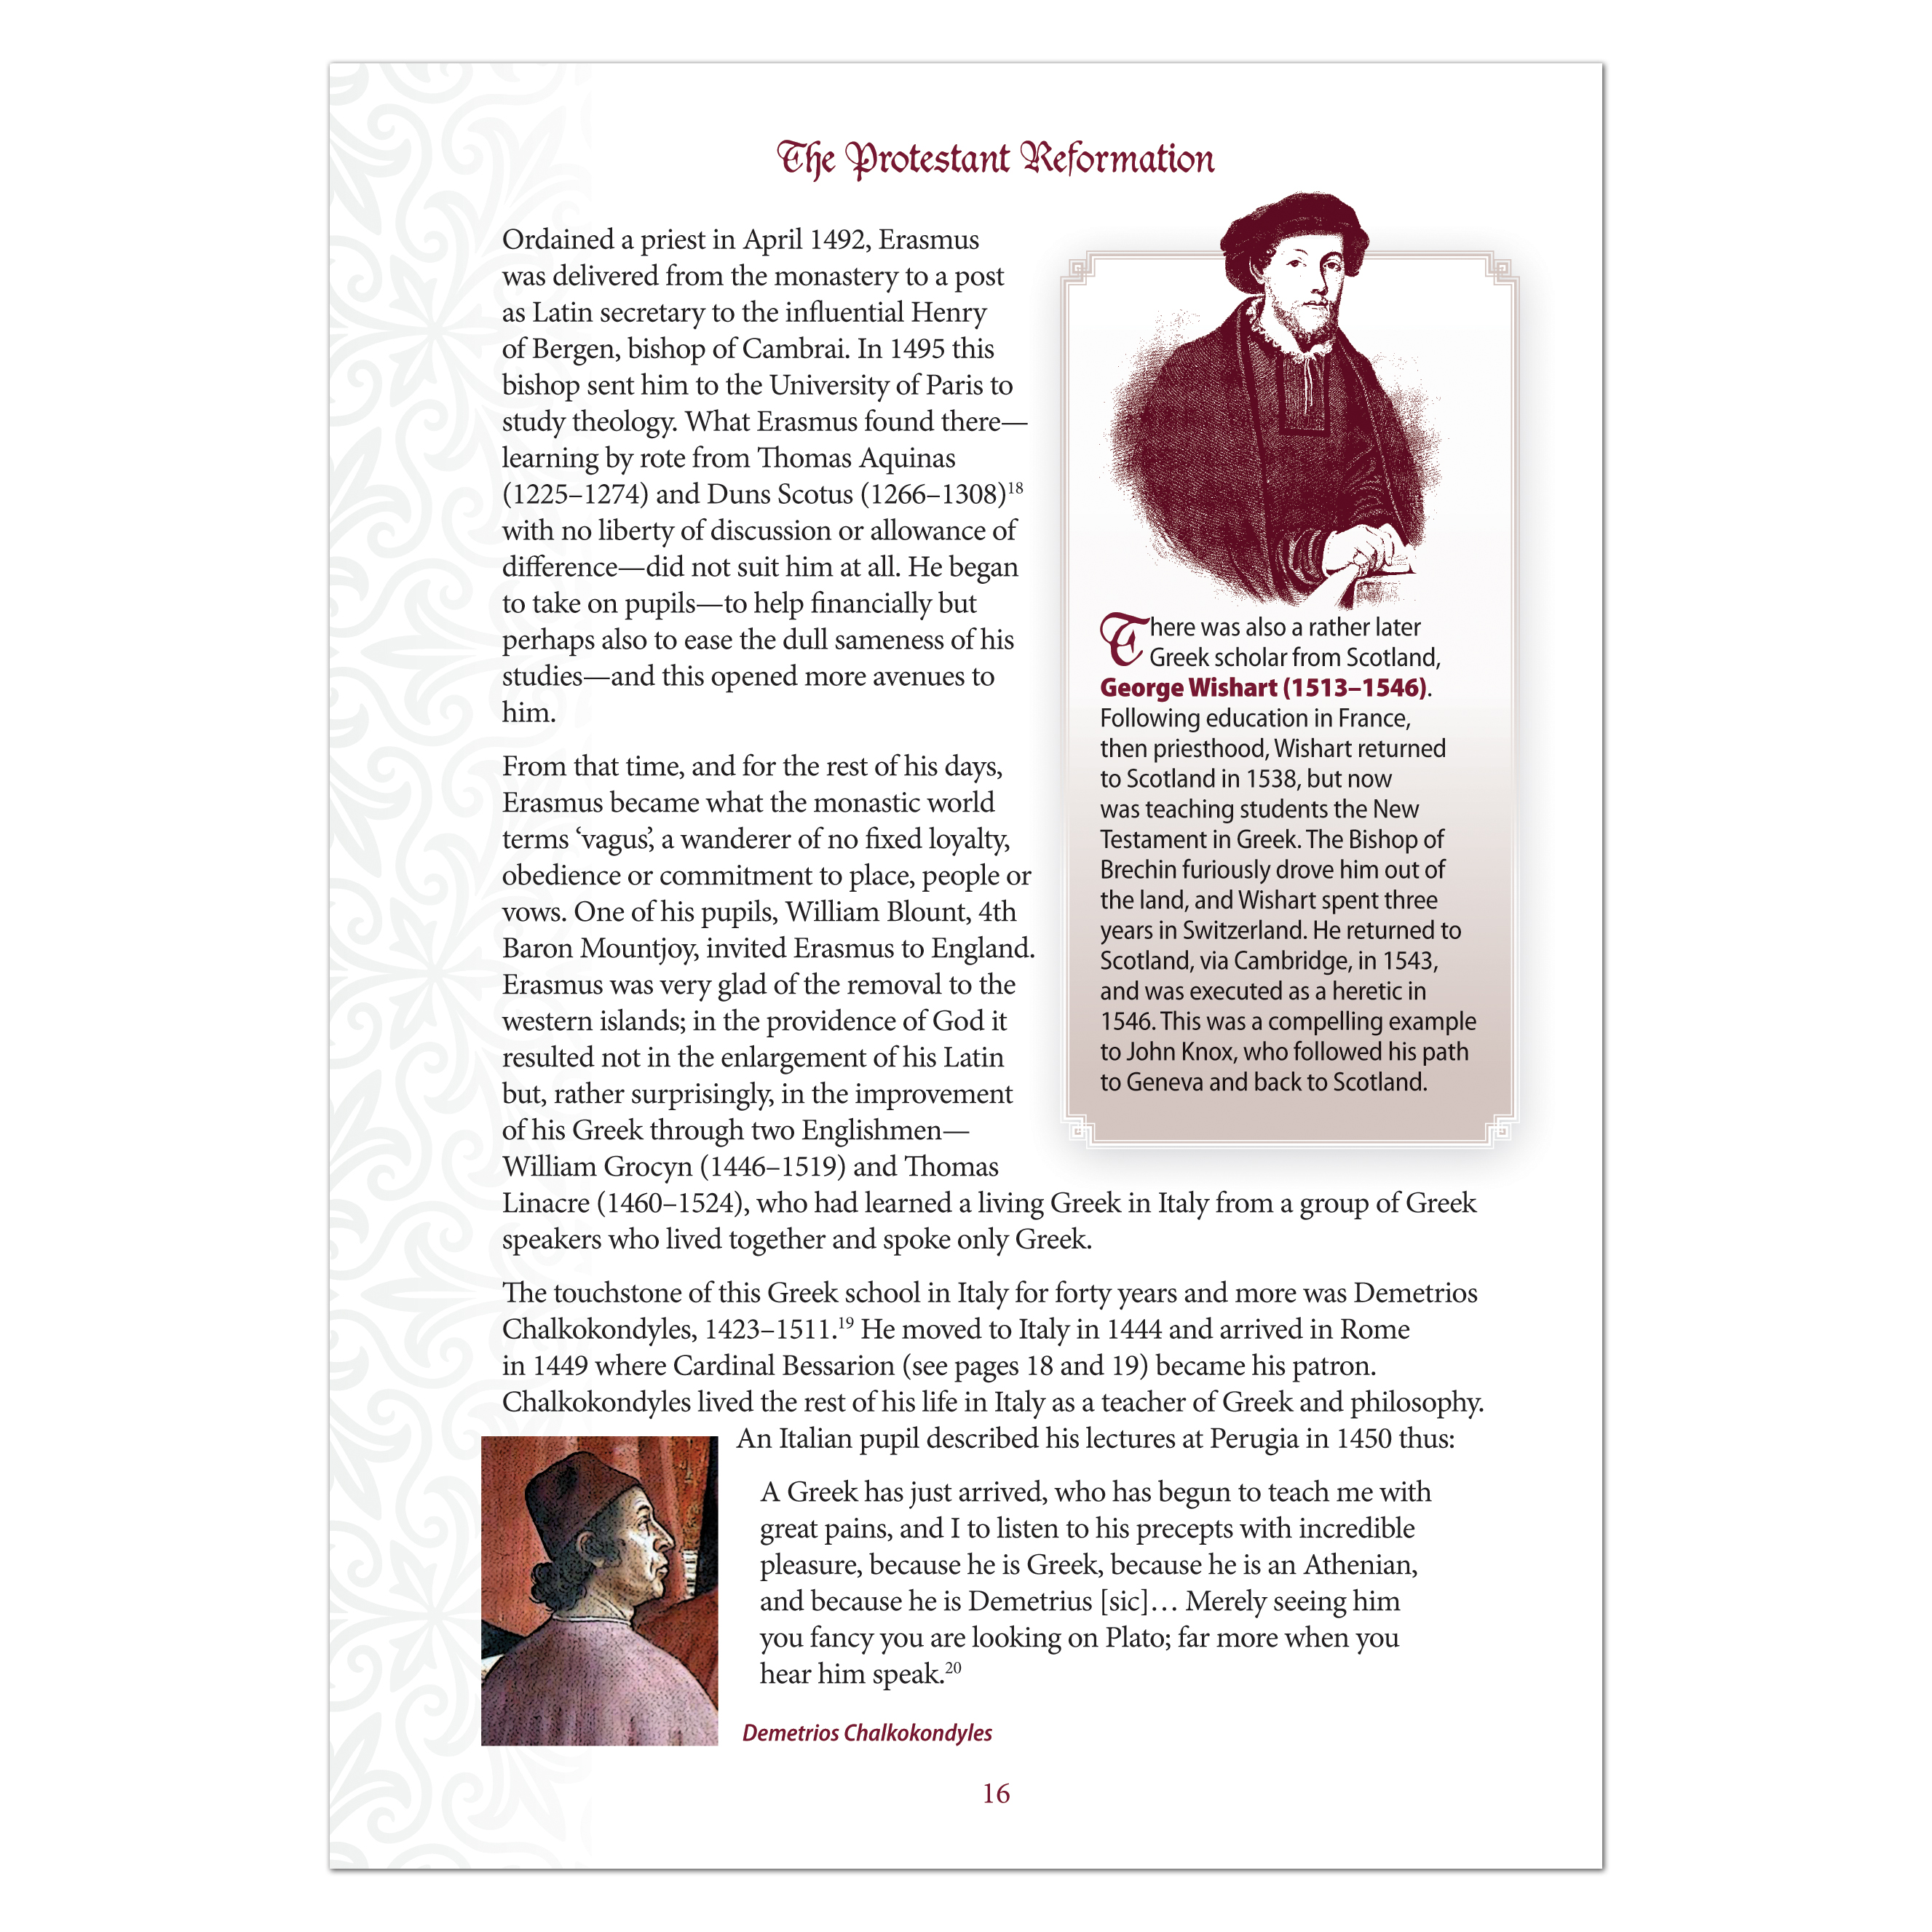 The Protestant Reformation
Ordained a priest in April 1492, Erasmus
was delivered from the monastery to a post
as Latin secretary to the influential Henry
of Bergen, bishop of Cambrai. In 1495 this
bishop sent him to the University of Paris to
study theology. What Erasmus found there—
learning by rote from Thomas Aquinas
(1225–1274) and Duns Scotus (1266–1308)18
with no liberty of discussion or allowance of
difference—did not suit him at all. He began
to take on pupils—to help financially but
perhaps also to ease the dull sameness of his
studies—and this opened more avenues to
him.
From that time, and for the rest of his days,
Erasmus became what the monastic world
terms ‘vagus’, a wanderer of no fixed loyalty,
obedience or commitment to place, people or
vows. One of his pupils, William Blount, 4th
Baron Mountjoy, invited Erasmus to England.
Erasmus was very glad of the removal to the
western islands; in the providence of God it
resulted not in the enlargement of his Latin
but, rather surprisingly, in the improvement
of his Greek through two Englishmen—
William Grocyn (1446–1519) and Thomas
Linacre (1460–1524), who had learned a living Greek in Italy from a group of Greek
speakers who lived together and spoke only Greek.
There was also a rather later
Greek scholar from Scotland,
George Wishart (1513–1546).
Following education in France,
then priesthood, Wishart returned
to Scotland in 1538, but now
was teaching students the New
Testament in Greek. The Bishop of
Brechin furiously drove him out of
the land, and Wishart spent three
years in Switzerland. He returned to
Scotland, via Cambridge, in 1543,
and was executed as a heretic in
1546. This was a compelling example
to John Knox, who followed his path
to Geneva and back to Scotland.
The touchstone of this Greek school in Italy for forty years and more was Demetrios
Chalkokondyles, 1423–1511.19 He moved to Italy in 1444 and arrived in Rome
in 1449 where Cardinal Bessarion (see pages 18 and 19) became his patron.
Chalkokondyles lived the rest of his life in Italy as a teacher of Greek and philosophy.
An Italian pupil described his lectures at Perugia in 1450 thus:
A Greek has just arrived, who has begun to teach me with
great pains, and I to listen to his precepts with incredible
pleasure, because he is Greek, because he is an Athenian,
and because he is Demetrius [sic]… Merely seeing him
you fancy you are looking on Plato; far more when you
hear him speak.20
Demetrios Chalkokondyles
16